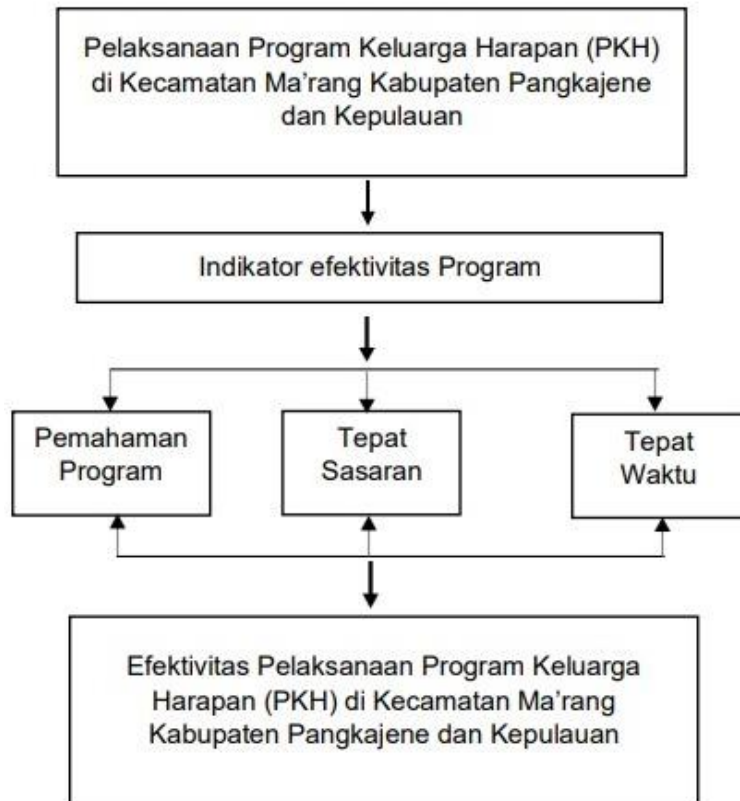 Pelaksanaan Program Keluarga Harapan (PKH)
di Kecamatan Ma'rang Kabupaten Pangkajene
dan Kepulauan
Indikator efektivitas Program
Pemahaman
Program
Tepat
Sasaran
Tepat
Waktu
Efektivitas Pelaksanaan Program Keluarga
Harapan (PKH) di Kecamatan Ma'rang
Kabupaten Pangkajene dan Kepulauan